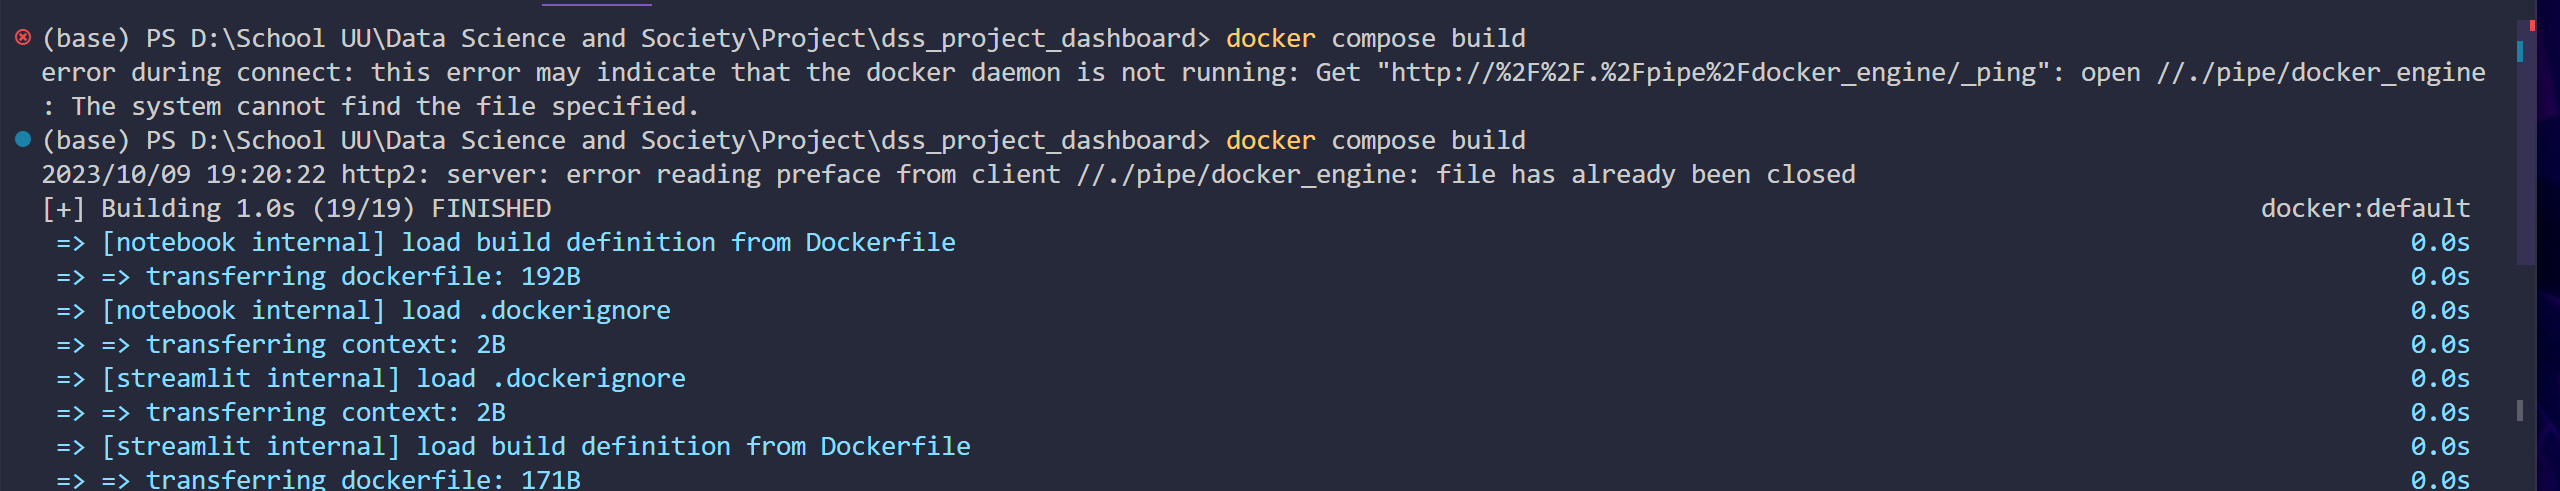 (base) PS D:\School UU\Data Science and Society\Project\dss_project_dashboard> docker compose build
error during connect: this error may indicate that the docker daemon is not running: Get "http://%2F%2F.%2Fpipe%2Fdocker_engine/_ping": open //./pipe/docker_engine
: The system cannot find the file specified.
(base) PS D:\School UU\Data Science and Society\Project\dss_project_dashboard> docker compose build
2023/10/09 19:20:22 http2: server: error reading preface from client //./pipe/docker_engine: file has already been closed
[+] Building 1.0s (19/19) FINISHED docker:default
=> [notebook internal] load build definition from Dockerfile 0.0s
=> => transferring dockerfile: 192B 0.0s
=> [notebook internal] load .dockerignore 0.0s
=> => transferring context: 2B 0.0s
=> [streamlit internal] load .dockerignore 0.0s
=> => transferring context: 2B 0.0s
=> [streamlit internal] load build definition from Dockerfile 0.0s
=> => transferring dockerfile: 171B 0.0s